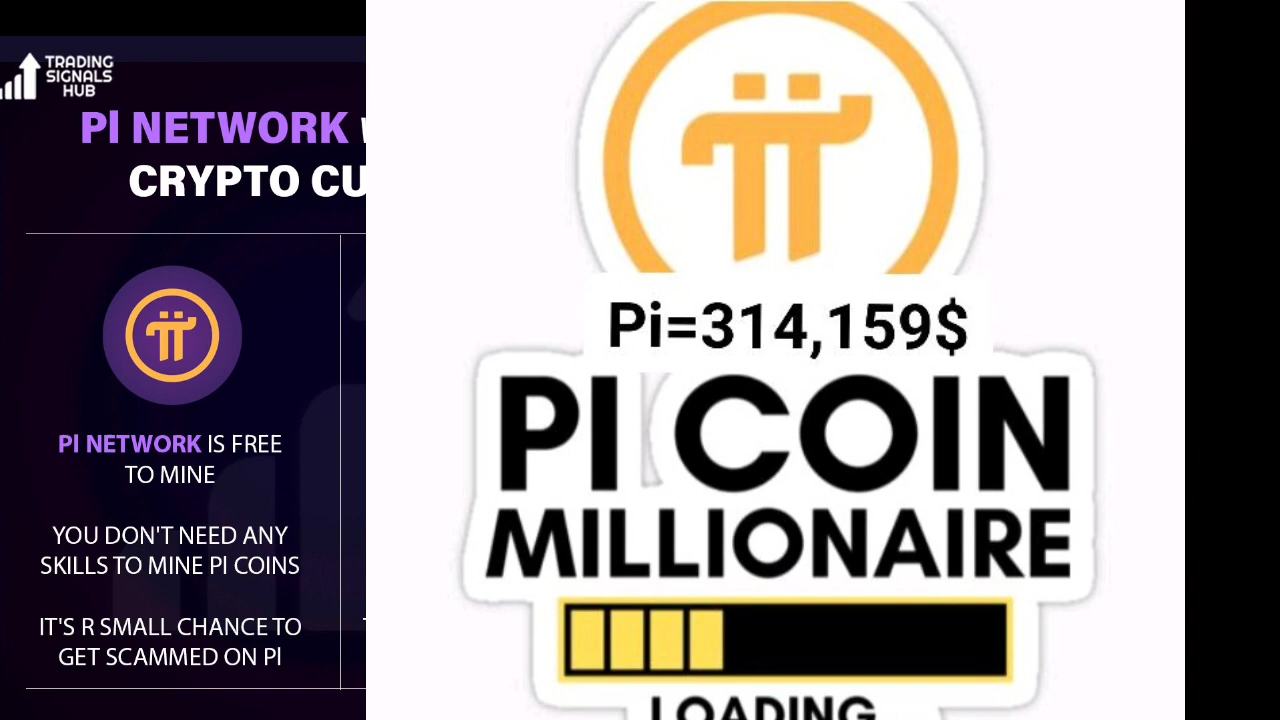 TRADING
SIGNALS
HUB
PI NETWORK
CRYPTO CU
PI NETWORK IS FREE
TO MINE
YOU DON'T NEED ANY
SKILLS TO MINE PI COINS
IT'S R SMALL CHANCE TO
GET SCAMMED ON PI
Pi=314,159$
PI COIN
MILLIONAIRE
LOADING